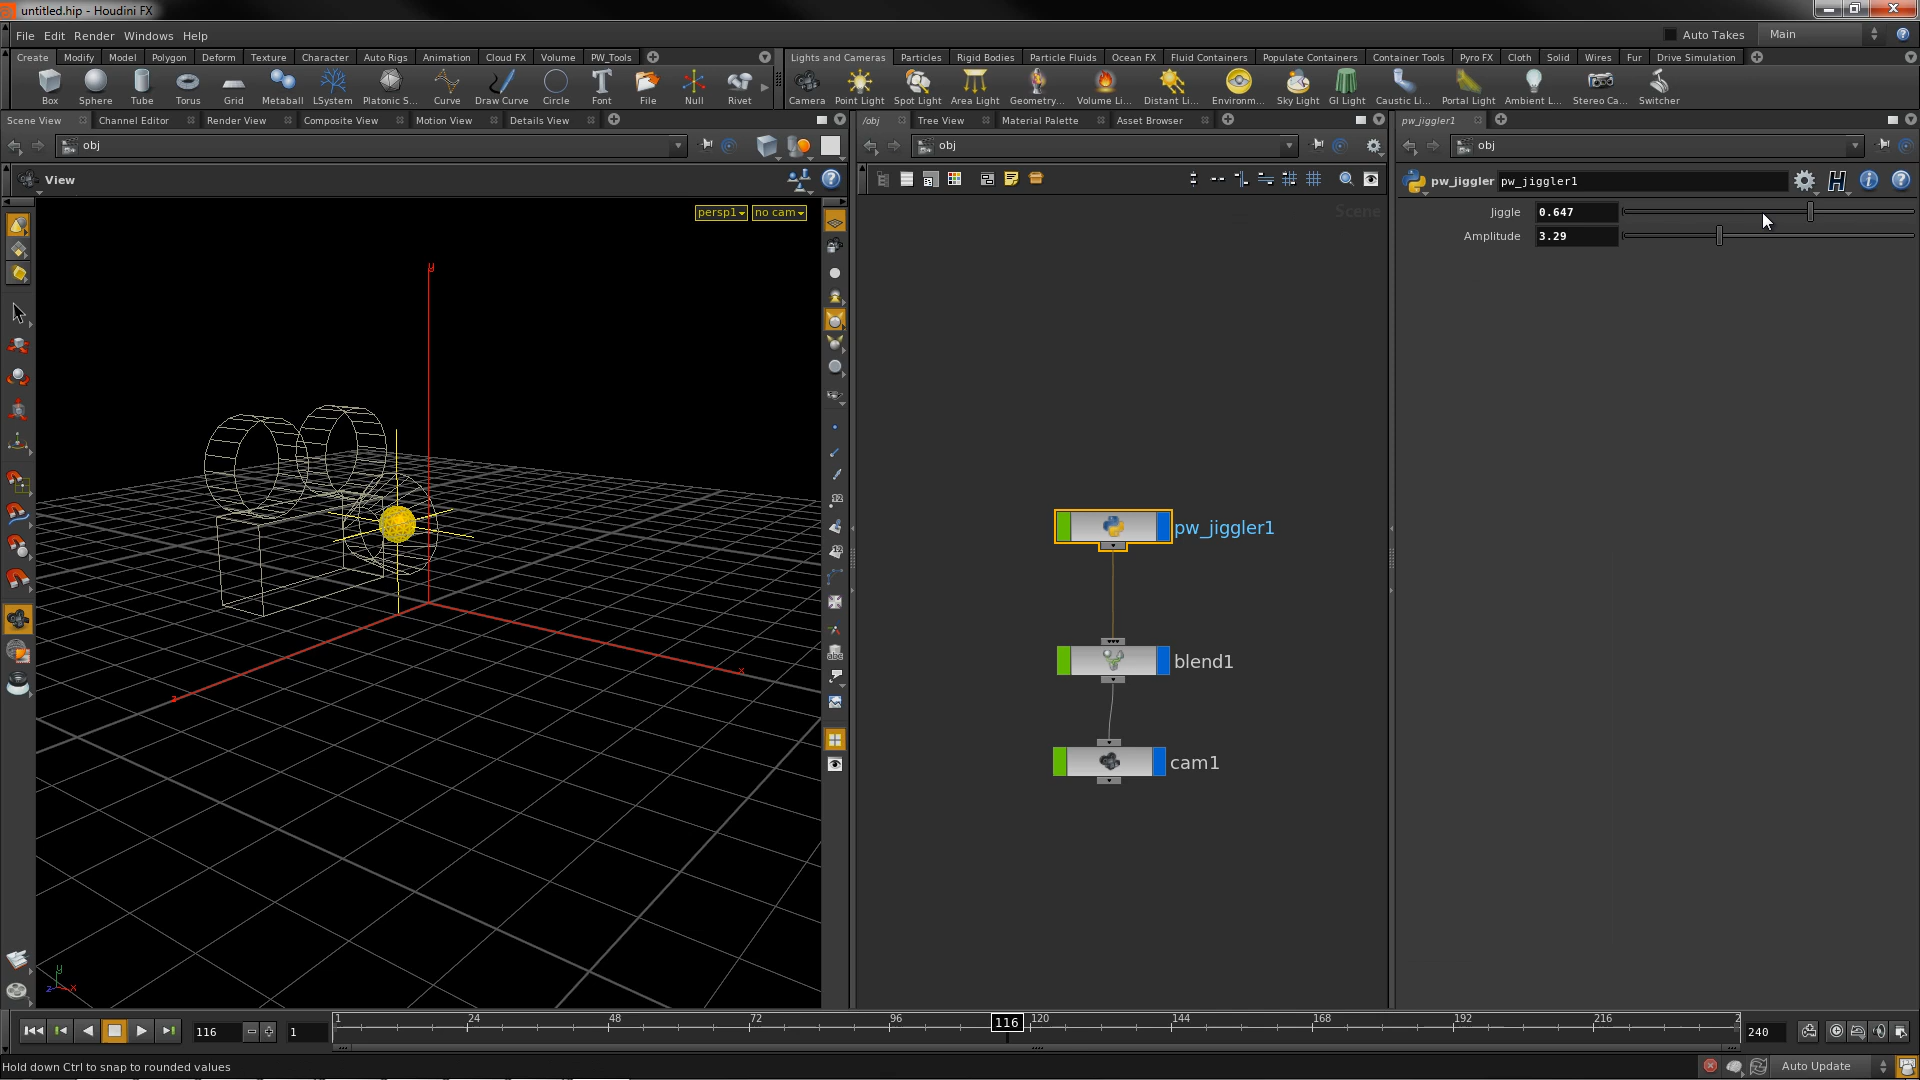 untitled.hip - Houdini FX
File Edit Render Windows Help
Auto Takes Main
Create Modify Model Polygon Deform Texture Character Auto Rigs Animation Cloud FX Volume PW_Tools
Lights and Cameras Particles Rigid Bodies Particle Fluids Ocean FX Fluid Containers Populate Containers Container Tools Pyro FX Cloth Solid Wires Fur Drive Simulation
Box Sphere Tube Torus Grid Metaball LSystem Platonic S... Curve Draw Curve Circle Font File Null Rivet
Camera Point Light Spot Light Area Light Geometry... Volume Li... Distant Li... Environm... Sky Light GI Light Caustic Li... Portal Light Ambient L... Stereo Ca... Switcher
Scene View Channel Editor Render View Composite View Motion View Details View
/obj Tree View Material Palette Asset Browser
pw_jiggler1
obj
obj
obj
View
pw_jiggler pw_jiggler1
persp1 no cam
Scene
Jiggle 0.647
Amplitude 3.29
y
x
z
pw_jiggler1
blend1
cam1
y
z x
116 1
1 24 48 72 96 116 120 144 168 192 216 2
240
Hold down Ctrl to snap to rounded values
Auto Update